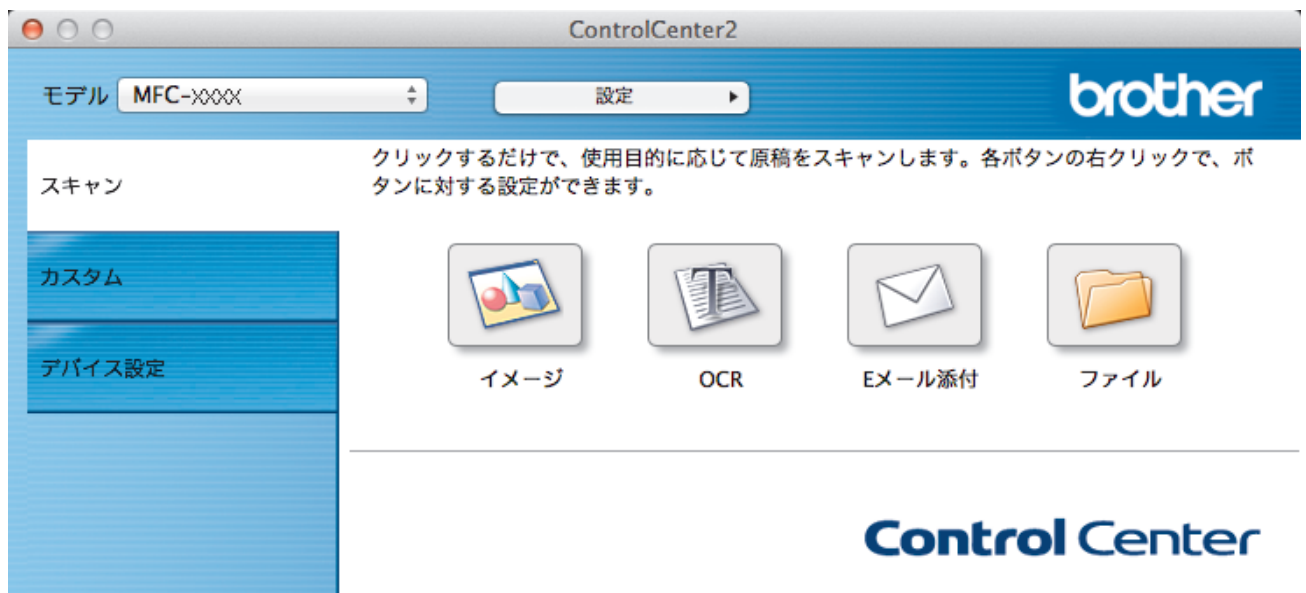 ControlCenter2
モデル MFC-XXXX 設定 brother
クリックするだけで、使用目的に応じて原稿をスキャンします。各ボタンの右クリックで、ボ
タンに対する設定ができます。
スキャン
カスタム
デバイス設定
イメージ OCR Eメール添付 ファイル
Control Center